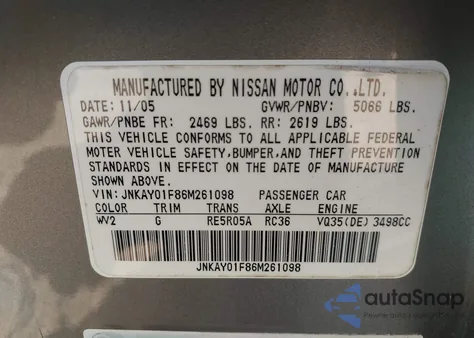 MANUFACTURED BY NISSAN MOTOR CO.,LTD.
DATE: 11/05 GVWR/PNBV: 5066 LBS.
GAWR/PNBE FR: 2469 LBS. RR: 2619 LBS.
THIS VEHICLE CONFORMS TO ALL APPLICABLE FEDERAL
MOTOR VEHICLE SAFETY,BUMPER,AND THEFT PREVENTION
STANDARDS IN EFFECT ON THE DATE OF MANUFACTURE
SHOWN ABOVE.
VIN: JNKAY01F86M261098 PASSENGER CAR
COLOR TRIM TRANS AXLE ENGINE
WV2 G RE5R05A RC36 VQ35(DE) 3498CC
JNKAY01F86M261098
autoSnap